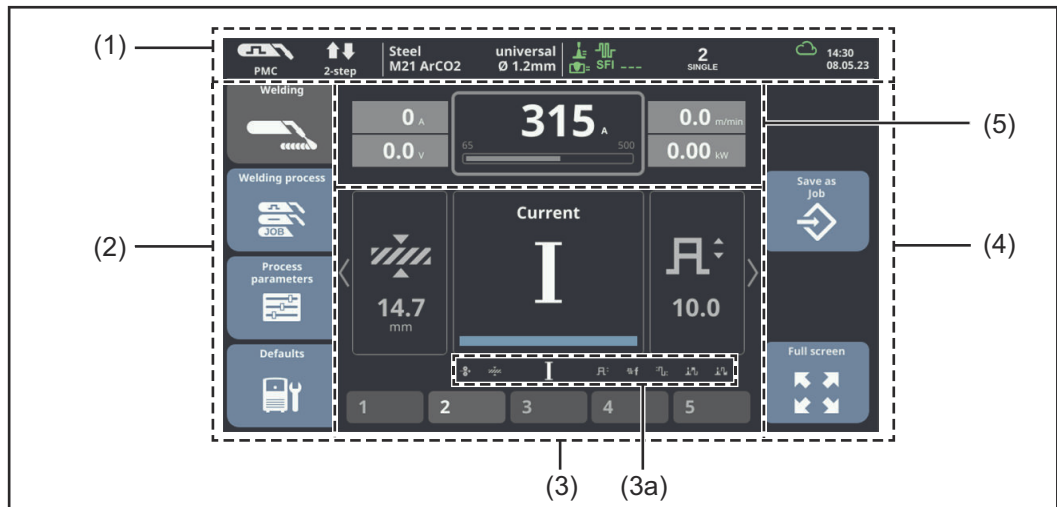 (1)
PMC
2-step
Steel universal
M21 ArCO2 Ø 1.2mm
SFI ---
2
SINGLE
14:30
08.05.23
(2)
Welding
Welding process
JOB
Process
parameters
Defaults
0 A
0.0 V
315 A
65 500
0.0 m/min
0.00 kW
(5)
14.7
mm
Current
I
10.0
I
1 2 3 4 5
Save as
Job
Full screen
(4)
(3) (3a)